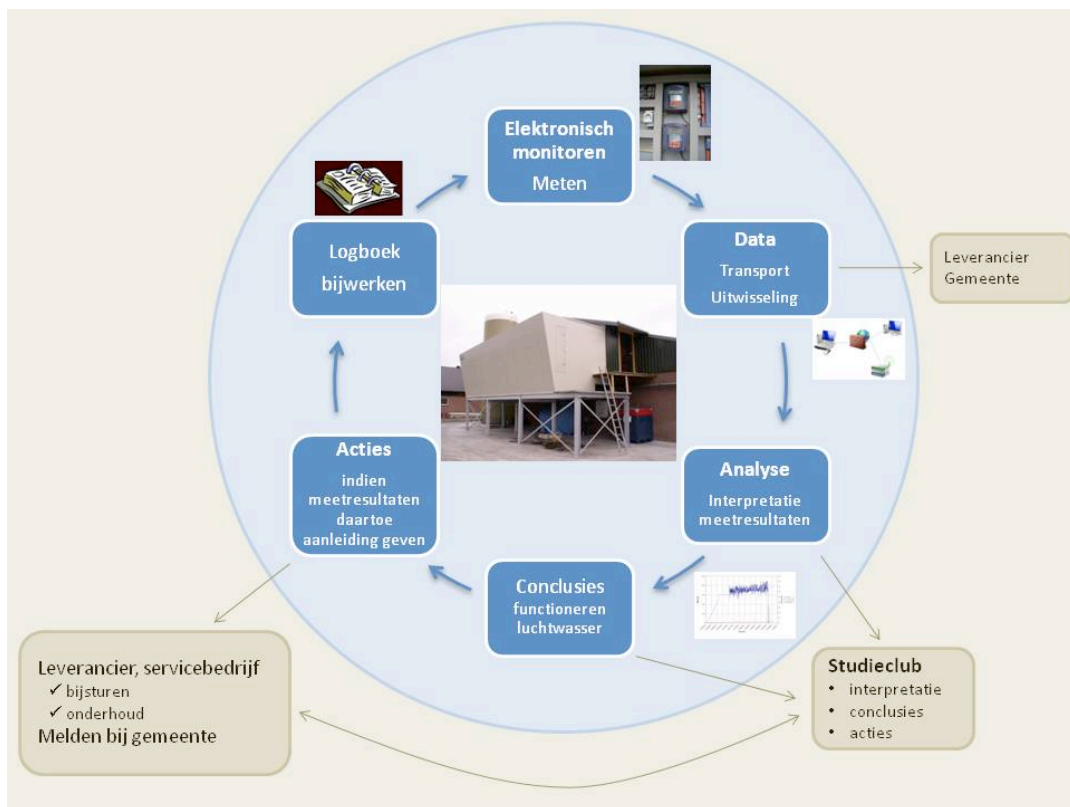 Elektronisch
monitoren
Meten
Data
Transport
Uitwisseling
Leverancier
Gemeente
Analyse
Interpretatie
meetresultaten
Conclusies
functioneren
luchtwasser
Acties
indien
meetresultaten
daartoe
aanleiding geven
Logboek
bijwerken
Leverancier, servicebedrijf
✓ bijsturen
✓ onderhoud
Melden bij gemeente
Studieclub
• interpretatie
• conclusies
• acties